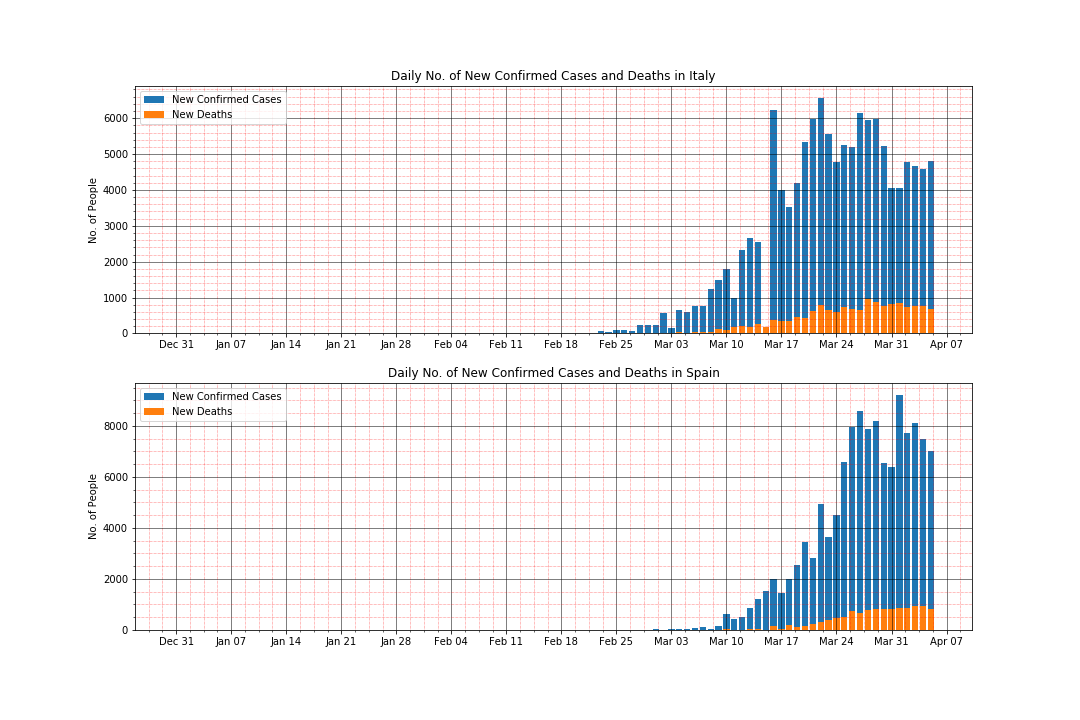 Daily No. of New Confirmed Cases and Deaths in Italy
New Confirmed Cases
New Deaths
No. of People
6000
5000
4000
3000
2000
1000
0
Dec 31 Jan 07 Jan 14 Jan 21 Jan 28 Feb 04 Feb 11 Feb 18 Feb 25 Mar 03 Mar 10 Mar 17 Mar 24 Mar 31 Apr 07
Daily No. of New Confirmed Cases and Deaths in Spain
New Confirmed Cases
New Deaths
No. of People
8000
6000
4000
2000
0
Dec 31 Jan 07 Jan 14 Jan 21 Jan 28 Feb 04 Feb 11 Feb 18 Feb 25 Mar 03 Mar 10 Mar 17 Mar 24 Mar 31 Apr 07